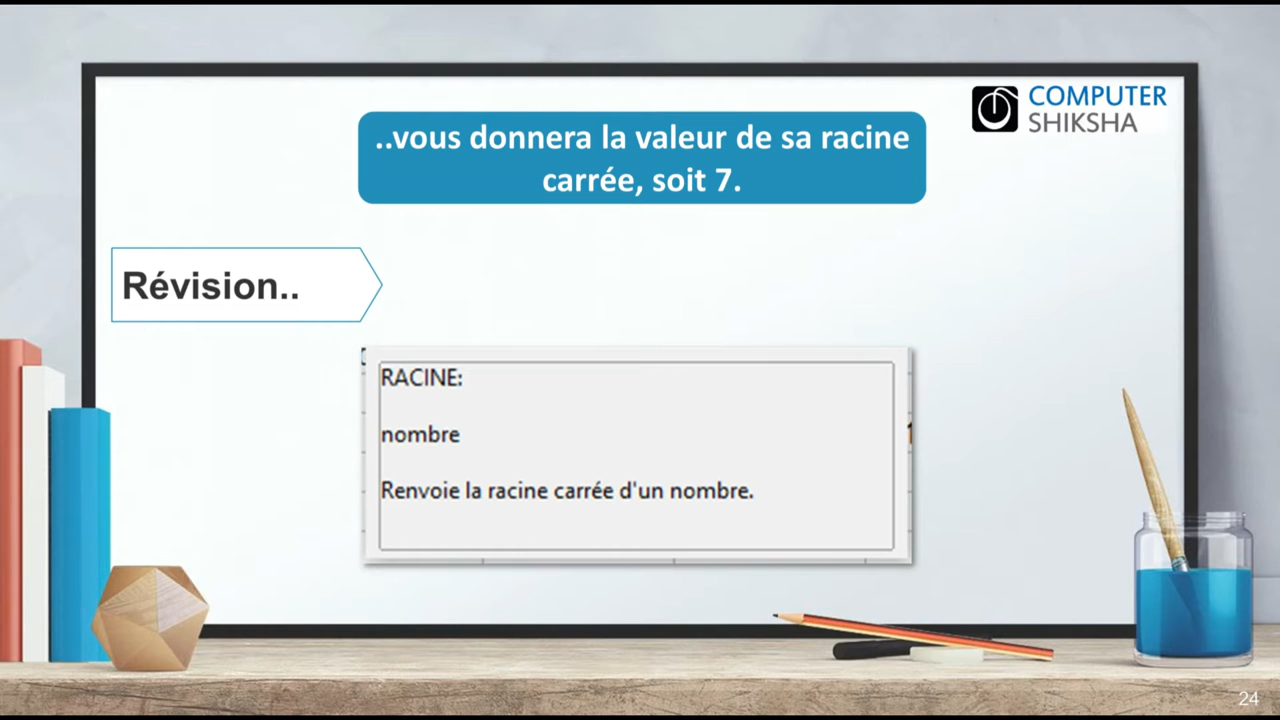 COMPUTER
SHIKSHA
..vous donnera la valeur de sa racine
carrée, soit 7.
Révision..
RACINE:
nombre
Renvoie la racine carrée d'un nombre.
24